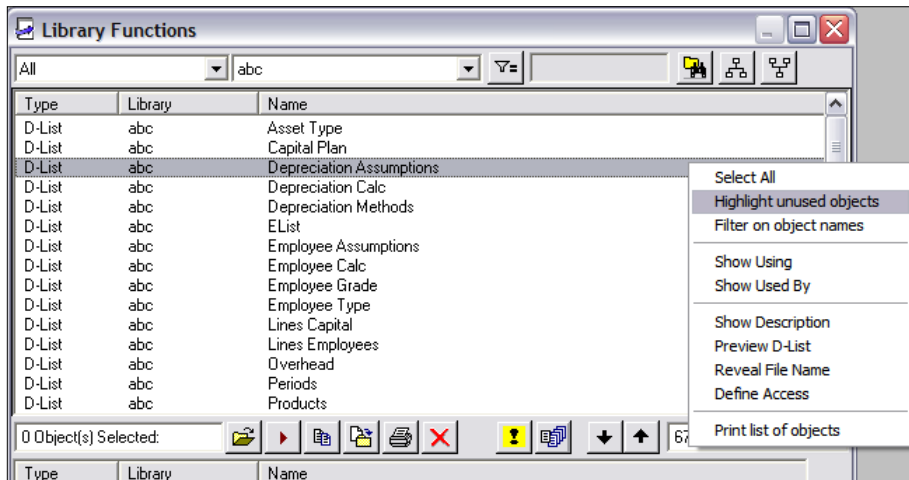 Library Functions
All abc
Type Library Name
D-List abc Asset Type
D-List abc Capital Plan
D-List abc Depreciation Assumptions
D-List abc Depreciation Calc
D-List abc Depreciation Methods
D-List abc EList
D-List abc Employee Assumptions
D-List abc Employee Calc
D-List abc Employee Grade
D-List abc Employee Type
D-List abc Lines Capital
D-List abc Lines Employees
D-List abc Overhead
D-List abc Periods
D-List abc Products
Select All
Highlight unused objects
Filter on object names
Show Using
Show Used By
Show Description
Preview D-List
Reveal File Name
Define Access
Print list of objects
0 Object(s) Selected: 67
Type Library Name